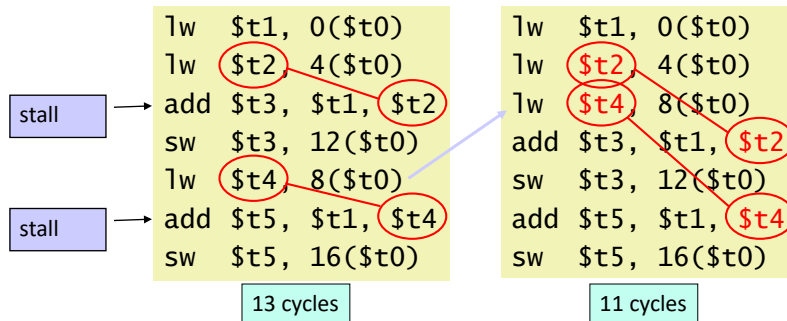 lw $t1, 0($t0)
lw $t2, 4($t0)
stall
add $t3, $t1, $t2
sw $t3, 12($t0)
lw $t4, 8($t0)
stall
add $t5, $t1, $t4
sw $t5, 16($t0)
13 cycles
lw $t1, 0($t0)
lw $t2, 4($t0)
lw $t4, 8($t0)
add $t3, $t1, $t2
sw $t3, 12($t0)
add $t5, $t1, $t4
sw $t5, 16($t0)
11 cycles